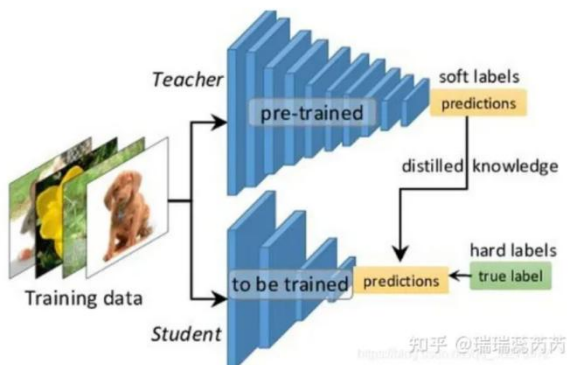 Teacher
pre-trained
soft labels
predictions
distilled knowledge
Training data
Student
to be trained
predictions
hard labels
true label
知乎 @瑞瑞蕊芮芮